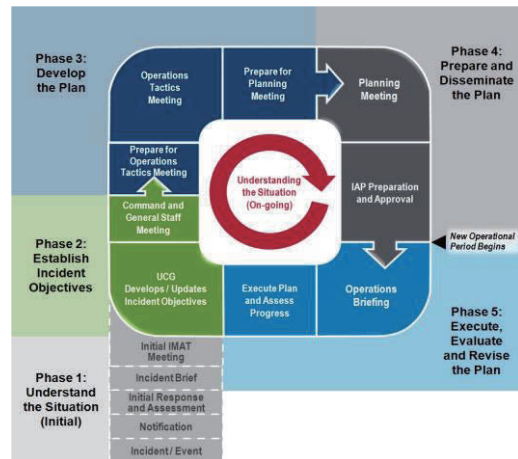 Phase 3:
Develop
the Plan
Operations
Tactics
Meeting
Prepare for
Planning
Meeting
Planning
Meeting
Phase 4:
Prepare and
Disseminate
the Plan
Prepare for
Operations
Tactics Meeting
Understanding
the Situation
(On-going)
IAP Preparation
and Approval
Command and
General Staff
Meeting
New Operational
Period Begins
Phase 2:
Establish
Incident
Objectives
UCG
Develops / Updates
Incident Objectives
Execute Plan
and Assess
Progress
Operations
Briefing
Phase 5:
Execute,
Evaluate
and Revise
the Plan
Phase 1:
Understand
the Situation
(Initial)
Initial IMAT
Meeting
Incident Brief
Initial Response
and Assessment
Notification
Incident / Event